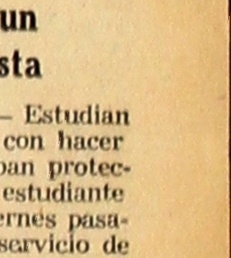 un
sta
— Estudian
con hacer
ban protec-
estudiante
ernes pasa-
servicio de